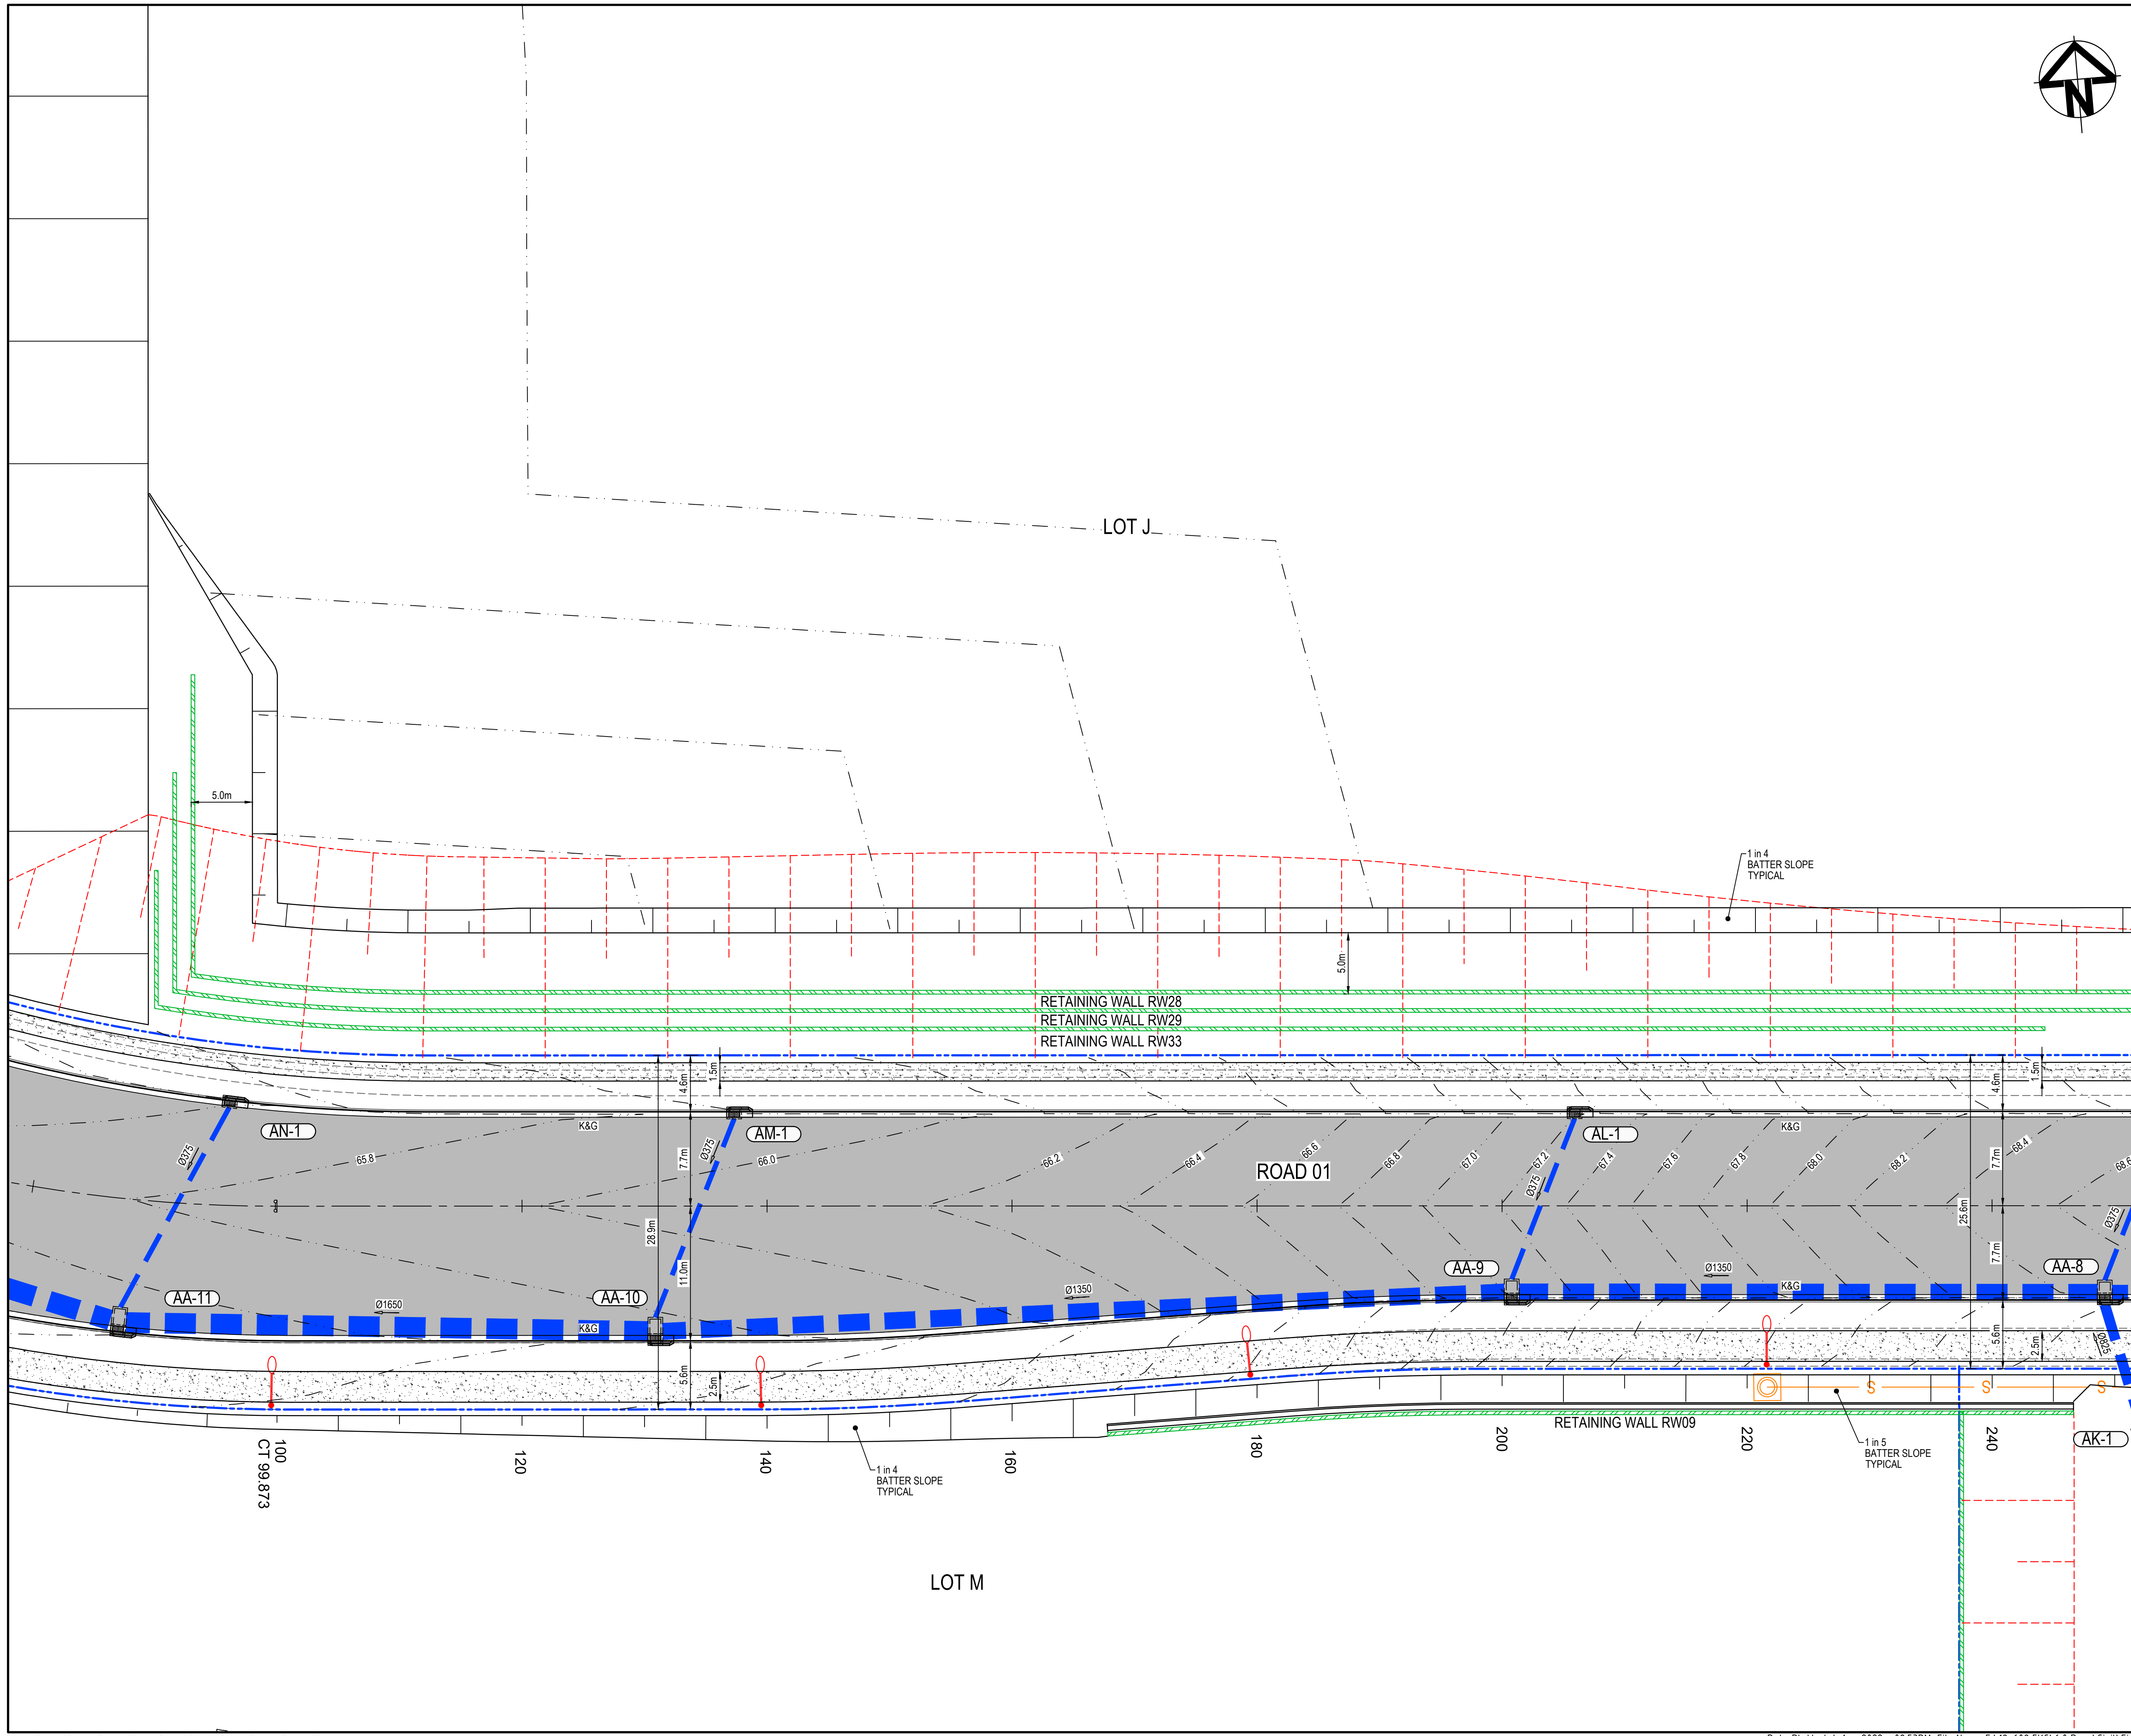 N
LOT J
5.0m
1 in 4
BATTER SLOPE
TYPICAL
5.0m
RETAINING WALL RW28
RETAINING WALL RW29
RETAINING WALL RW33
4.6m
1.5m
4.6m
1.5m
AN-1
K&G
AM-1
AL-1
K&G
Ø375
65.8
7.7m
Ø375
66.0
66.2
66.4
ROAD 01
66.6
66.8
67.0
67.2
67.4
67.6
67.8
68.0
68.2
7.7m
68.4
68.6
Ø375
Ø375
28.9m
11.0m
25.6m
7.7m
AA-11
Ø1650
AA-10
K&G
Ø1350
AA-9
Ø1350
K&G
AA-8
5.6m
2.5m
5.6m
2.5m
Ø825
S
S
S
RETAINING WALL RW09
AK-1
100
CT 99.873
120
140
160
180
200
220
240
1 in 4
BATTER SLOPE
TYPICAL
1 in 5
BATTER SLOPE
TYPICAL
LOT M